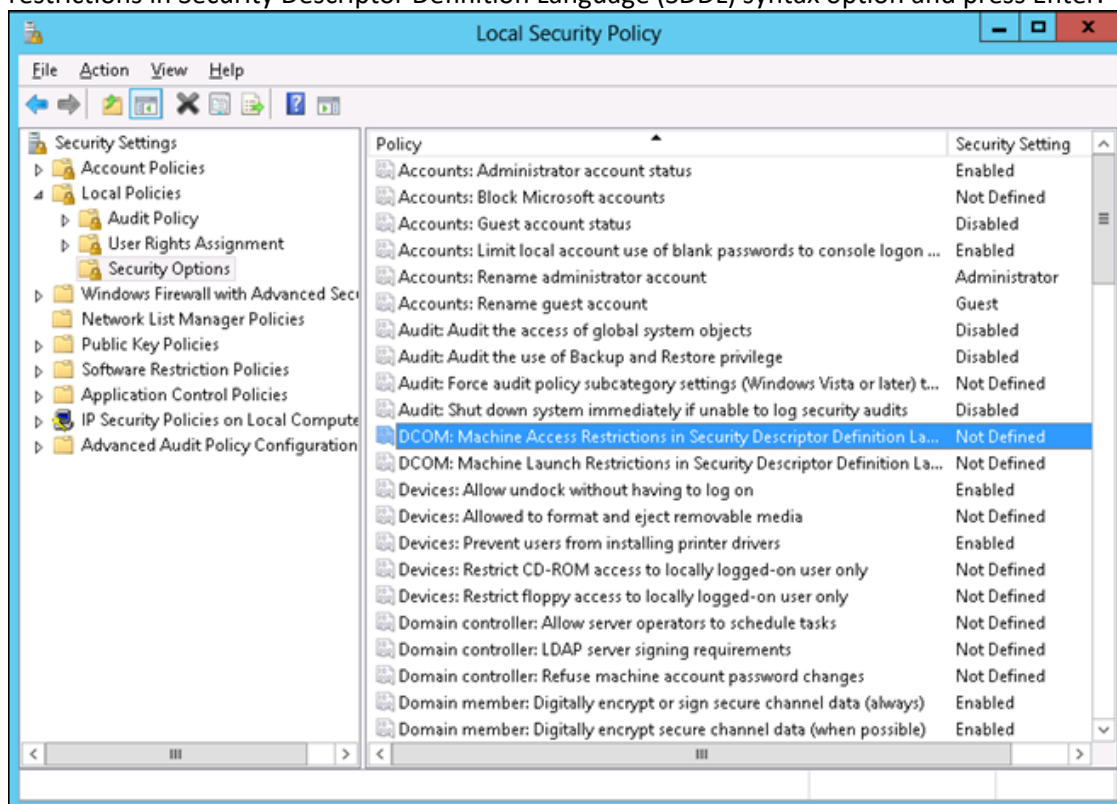 restrictions in Security Descriptor Definition Language (SDDL) syntax option and press Enter.
Local Security Policy
File Action View Help
Security Settings
Account Policies
Local Policies
Audit Policy
User Rights Assignment
Security Options
Windows Firewall with Advanced Secu
Network List Manager Policies
Public Key Policies
Software Restriction Policies
Application Control Policies
IP Security Policies on Local Compute
Advanced Audit Policy Configuration
Policy Security Setting
Accounts: Administrator account status Enabled
Accounts: Block Microsoft accounts Not Defined
Accounts: Guest account status Disabled
Accounts: Limit local account use of blank passwords to console logon ... Enabled
Accounts: Rename administrator account Administrator
Accounts: Rename guest account Guest
Audit: Audit the access of global system objects Disabled
Audit: Audit the use of Backup and Restore privilege Disabled
Audit: Force audit policy subcategory settings (Windows Vista or later) t... Not Defined
Audit: Shut down system immediately if unable to log security audits Disabled
DCOM: Machine Access Restrictions in Security Descriptor Definition La... Not Defined
DCOM: Machine Launch Restrictions in Security Descriptor Definition La... Not Defined
Devices: Allow undock without having to log on Enabled
Devices: Allowed to format and eject removable media Not Defined
Devices: Prevent users from installing printer drivers Enabled
Devices: Restrict CD-ROM access to locally logged-on user only Not Defined
Devices: Restrict floppy access to locally logged-on user only Not Defined
Domain controller: Allow server operators to schedule tasks Not Defined
Domain controller: LDAP server signing requirements Not Defined
Domain controller: Refuse machine account password changes Not Defined
Domain member: Digitally encrypt or sign secure channel data (always) Enabled
Domain member: Digitally encrypt secure channel data (when possible) Enabled